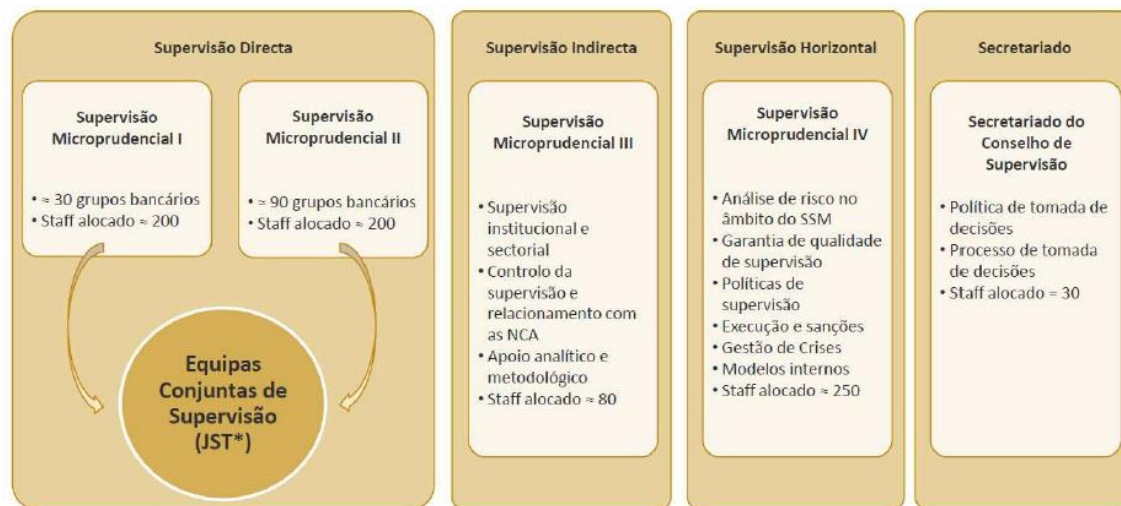 Supervisão Directa
Supervisão
Microprudencial I
• ≈ 30 grupos bancários
• Staff alocado ≈ 200
Supervisão
Microprudencial II
• ≈ 90 grupos bancários
• Staff alocado ≈ 200
Equipas
Conjuntas de
Supervisão
(JST*)
Supervisão Indirecta
Supervisão
Microprudencial III
• Supervisão
institucional e
sectorial
• Controlo da
supervisão e
relacionamento com
as NCA
• Apoio analítico e
metodológico
• Staff alocado ≈ 80
Supervisão Horizontal
Supervisão
Microprudencial IV
• Análise de risco no
âmbito do SSM
• Garantia de qualidade
de supervisão
• Políticas de
supervisão
• Execução e sanções
• Gestão de Crises
• Modelos internos
• Staff alocado ≈ 250
Secretariado
Secretariado do
Conselho de
Supervisão
• Política de tomada de
decisões
• Processo de tomada
de decisões
• Staff alocado = 30